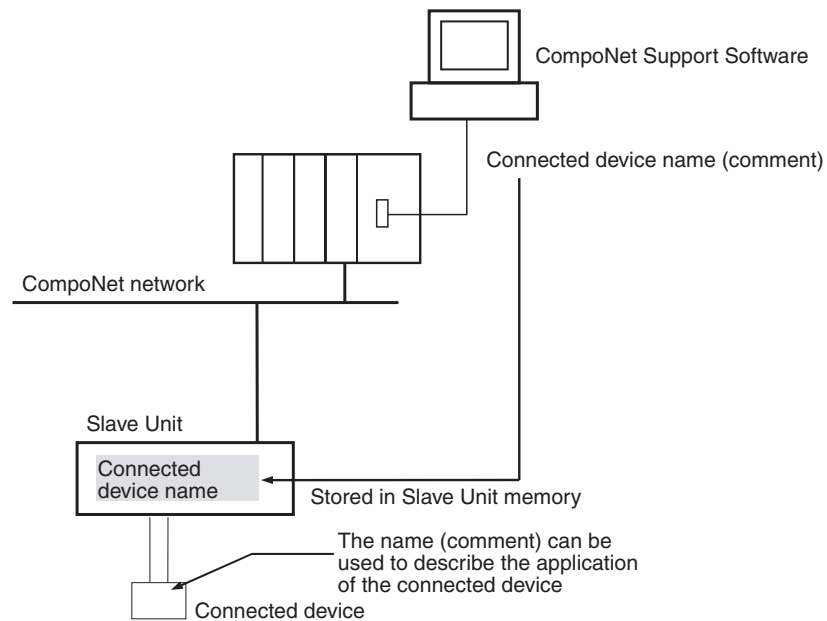 CompoNet Support Software
Connected device name (comment)
CompoNet network
Slave Unit
Connected
device name
Stored in Slave Unit memory
The name (comment) can be
used to describe the application
of the connected device
Connected device